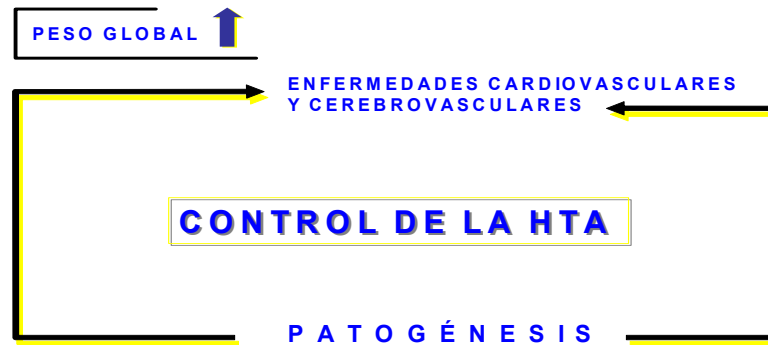 PESO GLOBAL
ENFERMEDADES CARDIOVASCULARES
Y CEREBROVASCULARES
CONTROL DE LA HTA
PATOGÉNESIS